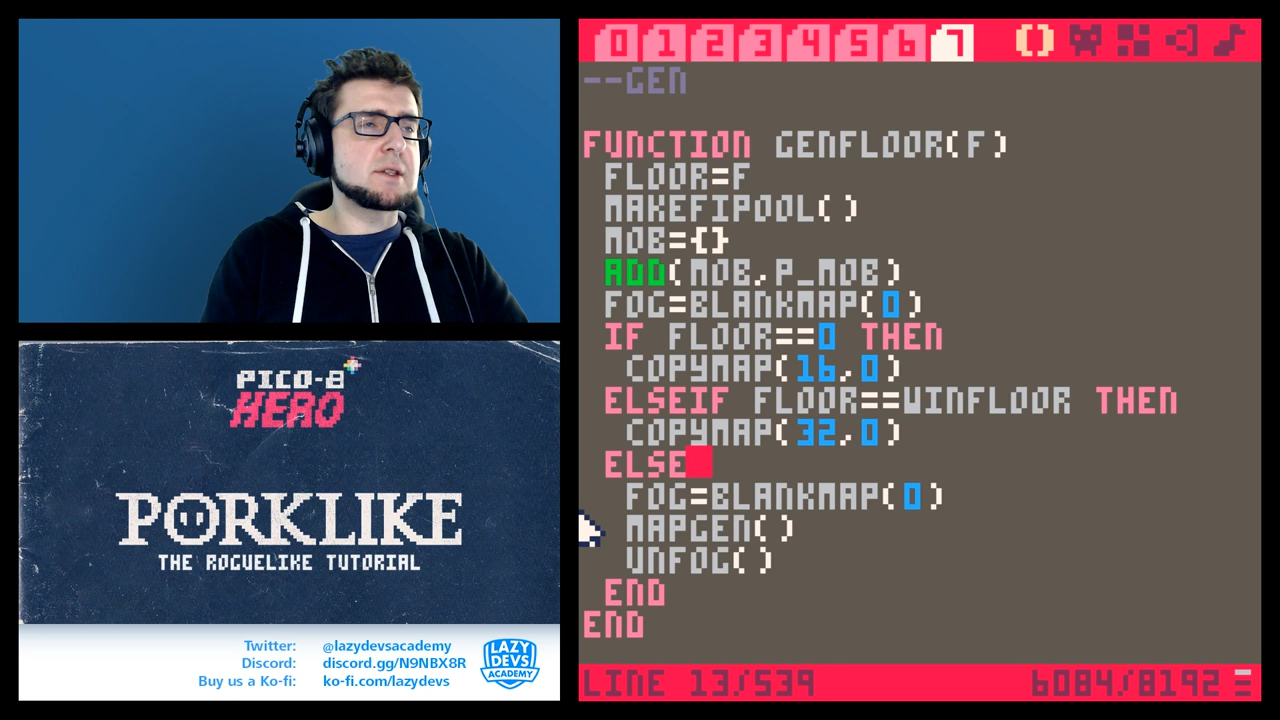 PICO-8
HERO
PORKLIKE
THE ROGUELIKE TUTORIAL
Twitter: @lazydevsacademy
Discord: discord.gg/N9NBX8R
Buy us a Ko-fi: ko-fi.com/lazydevs
LAZY
DEVS
ACADEMY
0 1 2 3 4 5 6 7 ()
--GEN
FUNCTION GENFLOOR(F)
FLOOR=F
MAKEFIPOOL()
MOB={}
ADD(MOB,P_MOB)
FOG=BLANKMAP(0)
IF FLOOR==0 THEN
COPYMAP(16,0)
ELSEIF FLOOR==WINFLOOR THEN
COPYMAP(32,0)
ELSE
FOG=BLANKMAP(0)
MAPGEN()
UNFOG()
END
END
LINE 13/539 6084/8192